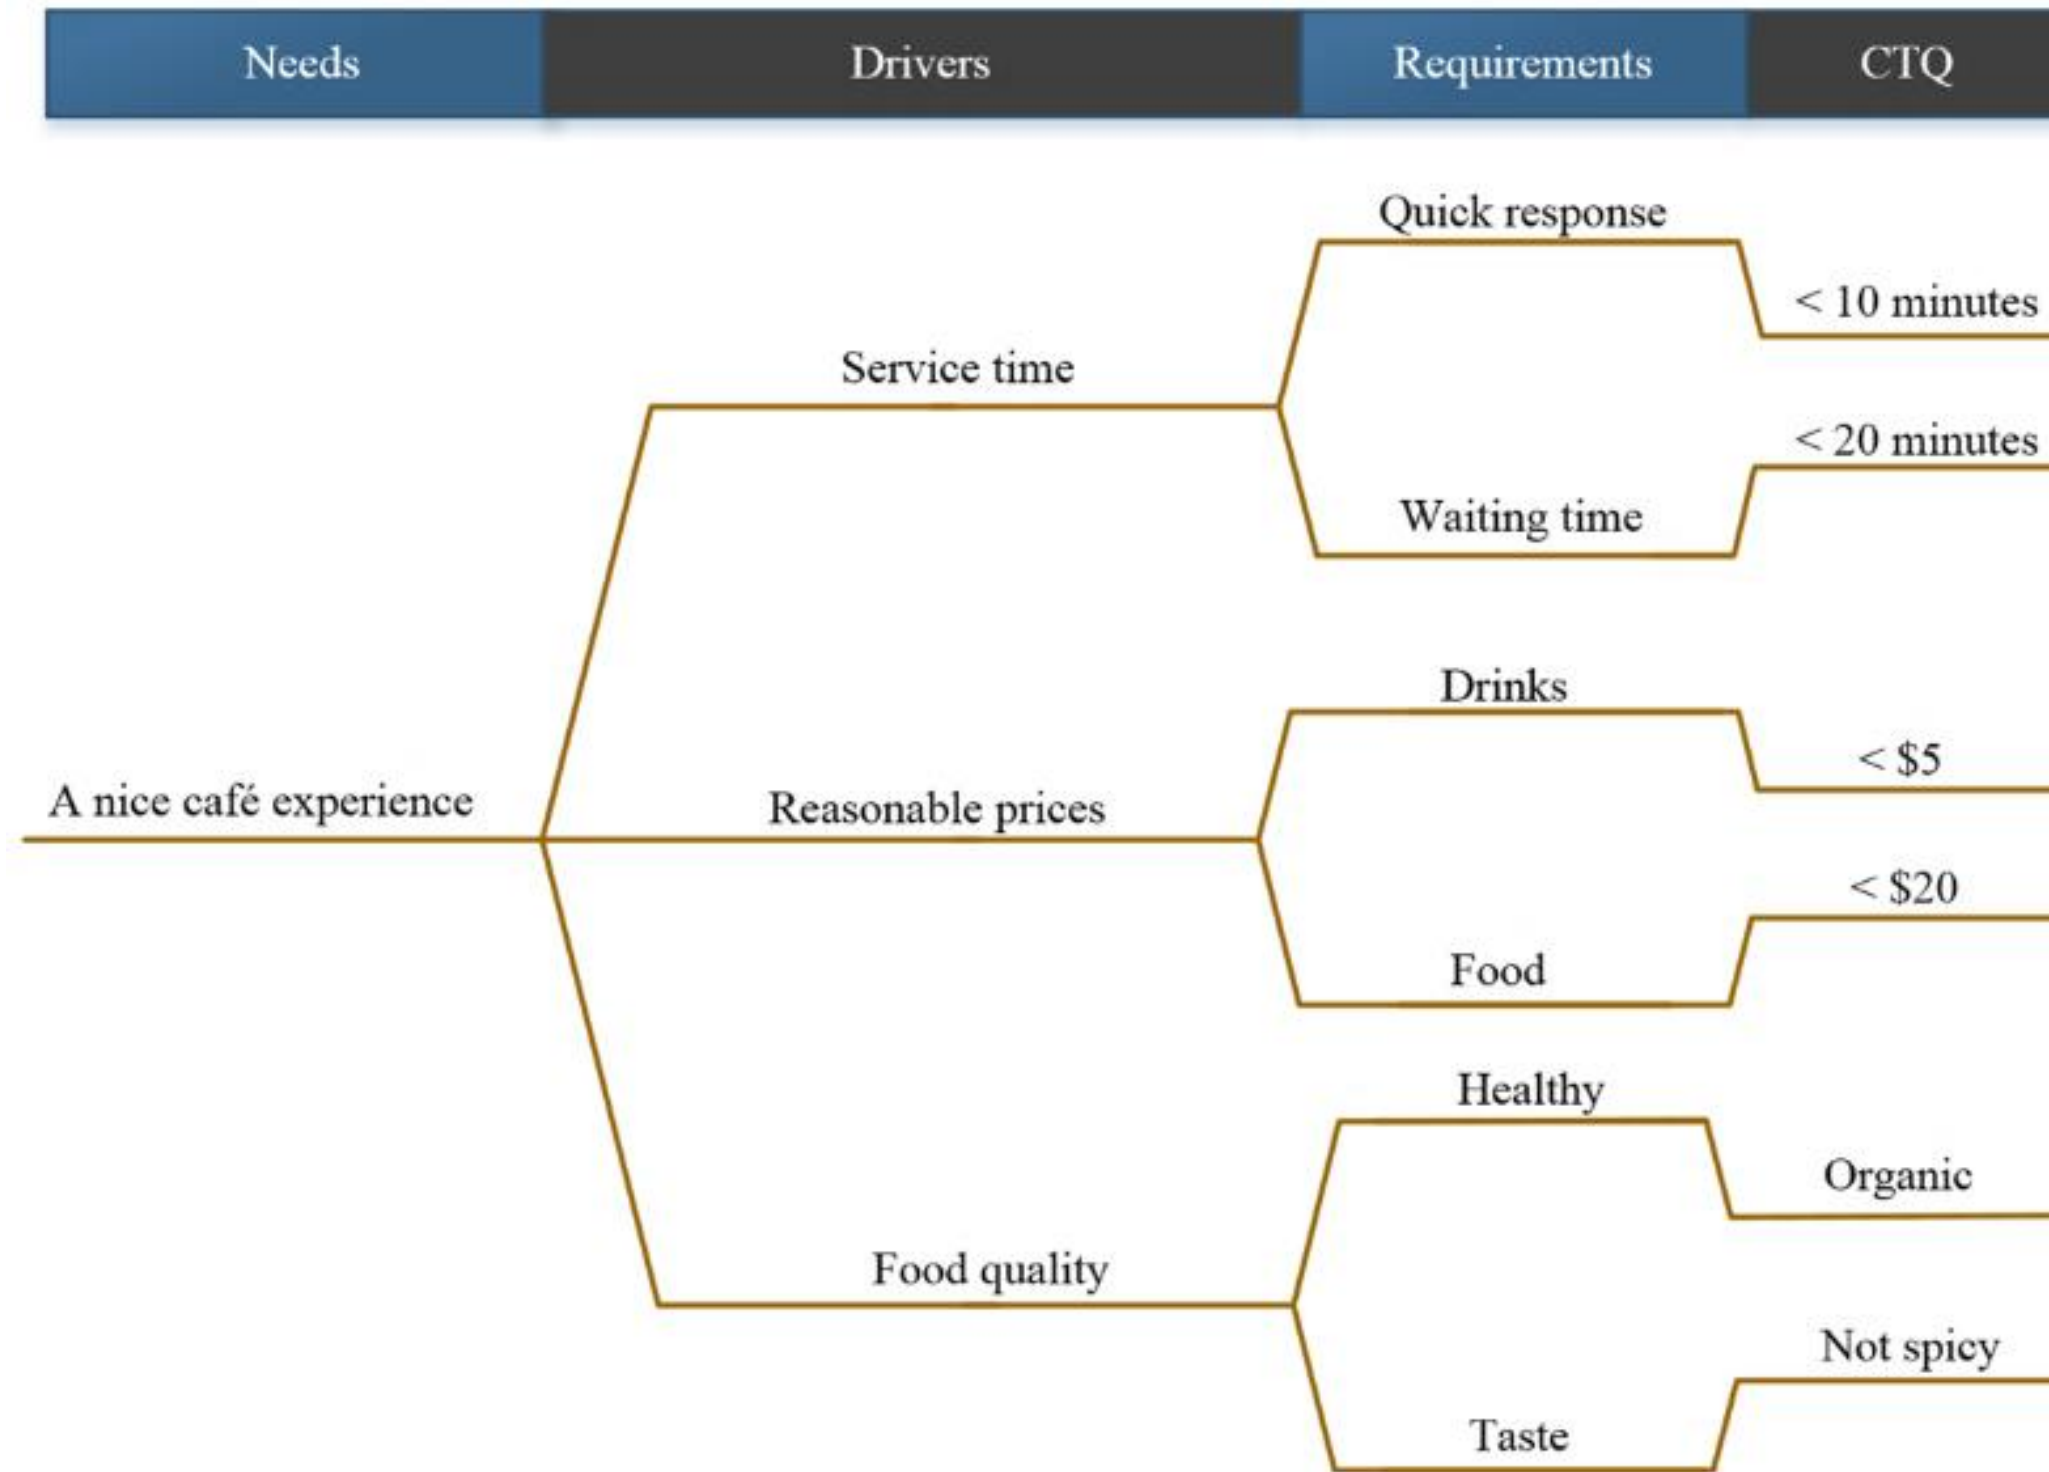 Needs Drivers Requirements CTQ
Quick response
< 10 minutes
Service time
< 20 minutes
Waiting time
Drinks
< $5
A nice café experience
Reasonable prices
< $20
Food
Healthy
Organic
Food quality
Not spicy
Taste